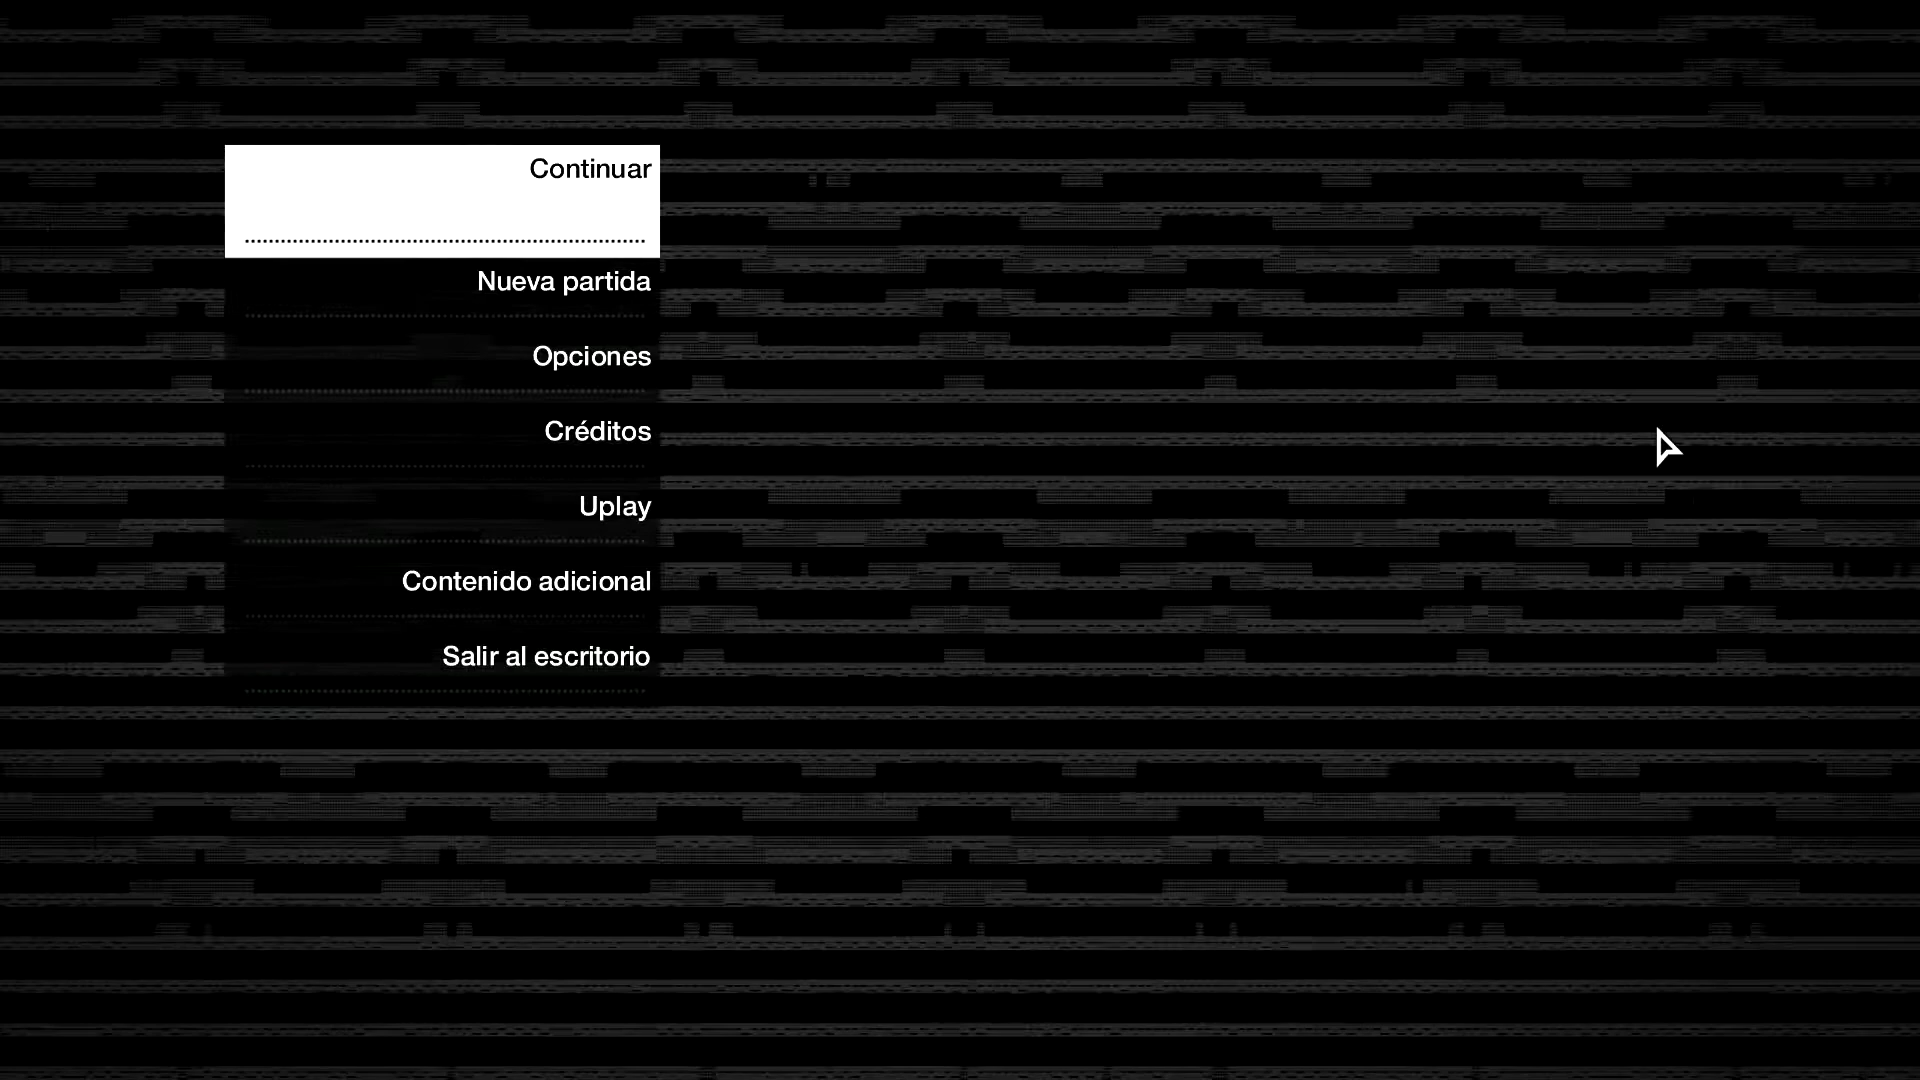 Continuar
Nueva partida
Opciones
Créditos
Uplay
Contenido adicional
Salir al escritorio